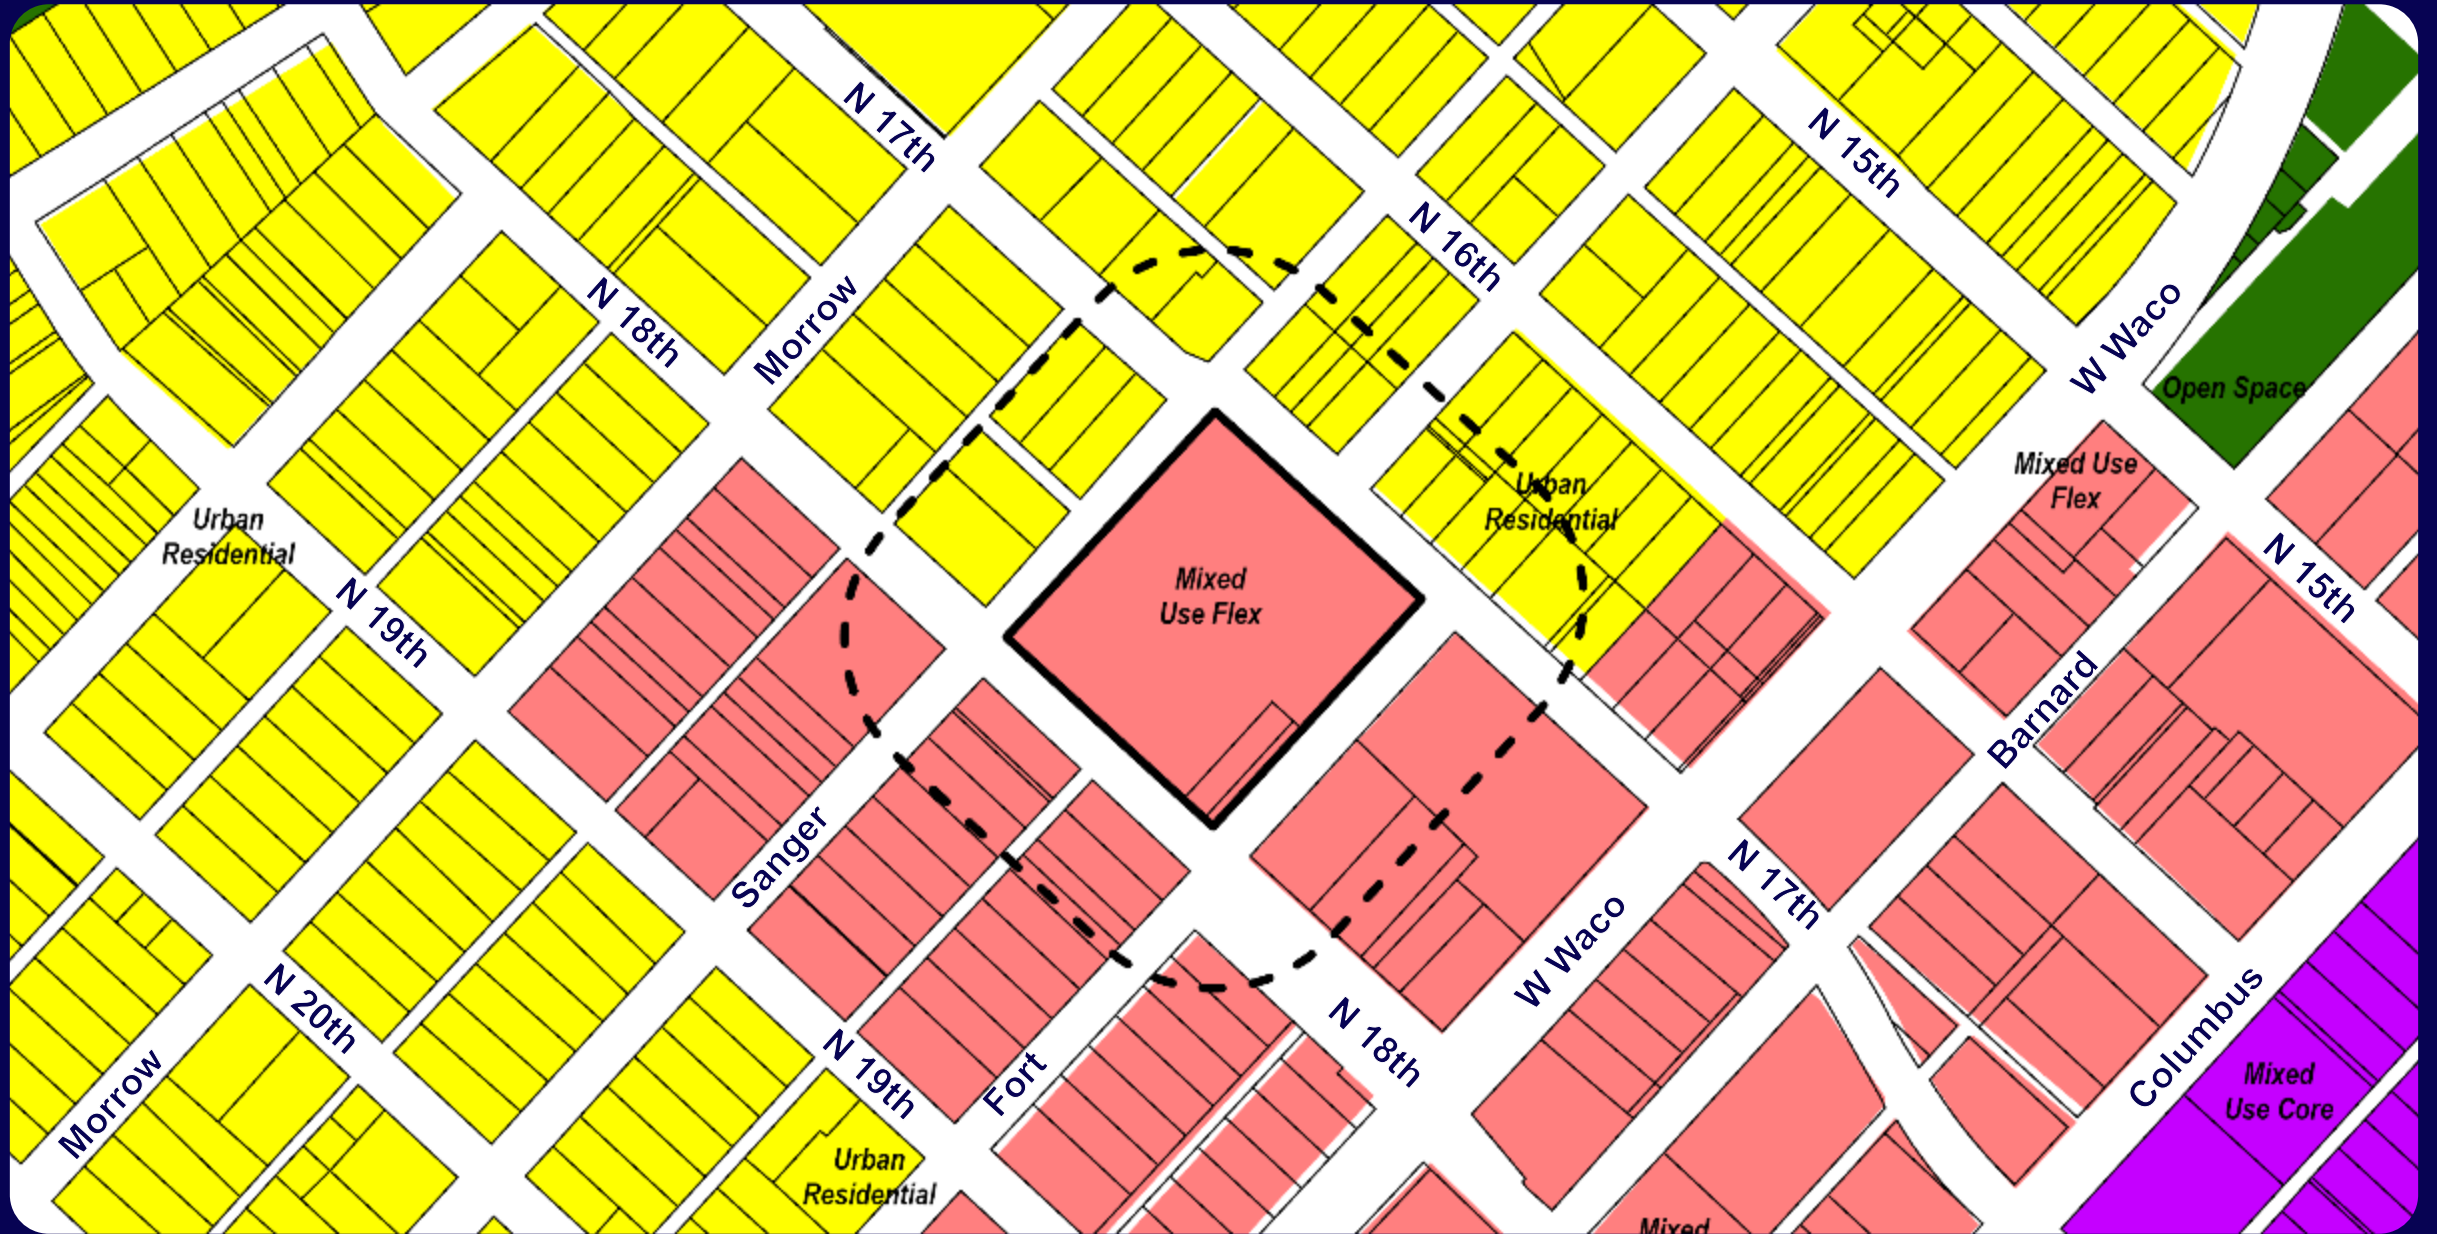 N 17th
N 15th
N 16th
N 18th
Morrow
W Waco
Open Space
Mixed Use
Flex
Urban
Residential
Urban
Residential
N 15th
N 19th
Mixed
Use Flex
Barnard
Sanger
N 17th
W Waco
N 20th
N 19th
Fort
N 18th
Columbus
Morrow
Mixed
Use Core
Urban
Residential
Mixed